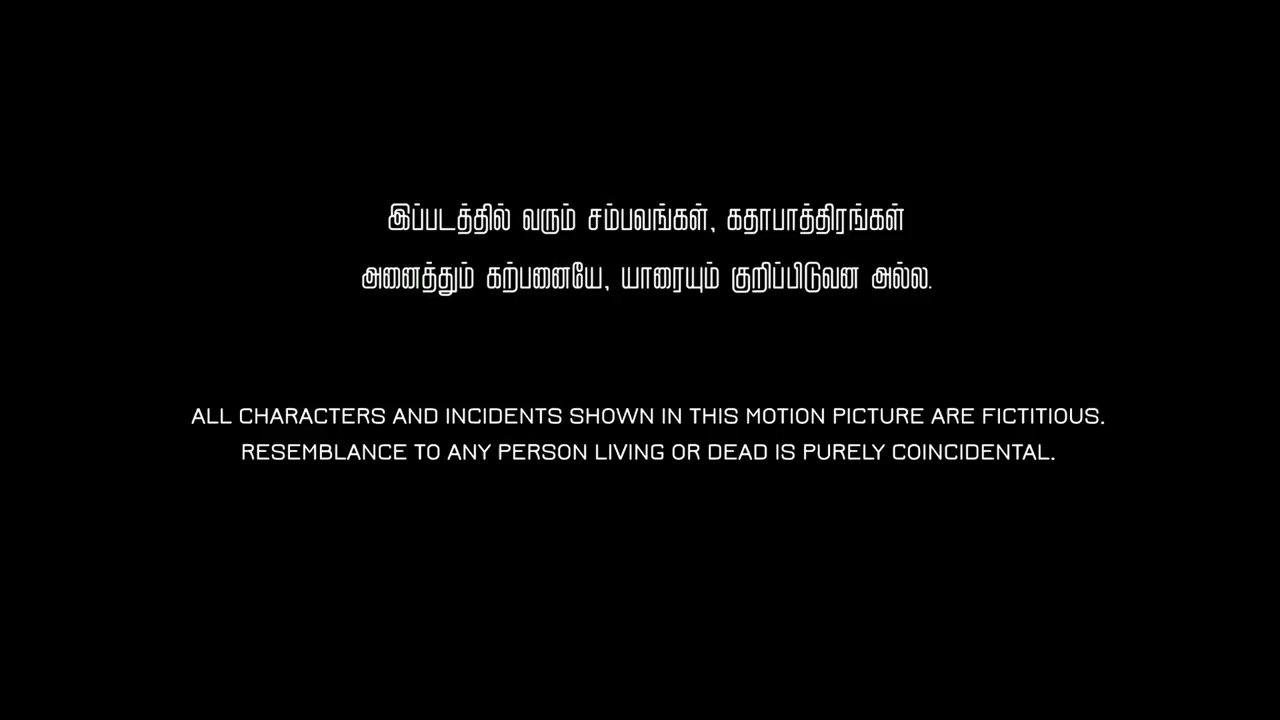 இப்படத்தில் வரும் சம்பவங்கள், கதாபாத்திரங்கள்
அனைத்தும் கற்பனையே, யாரையும் குறிப்பிடுவன அல்ல.
ALL CHARACTERS AND INCIDENTS SHOWN IN THIS MOTION PICTURE ARE FICTITIOUS.
RESEMBLANCE TO ANY PERSON LIVING OR DEAD IS PURELY COINCIDENTAL.